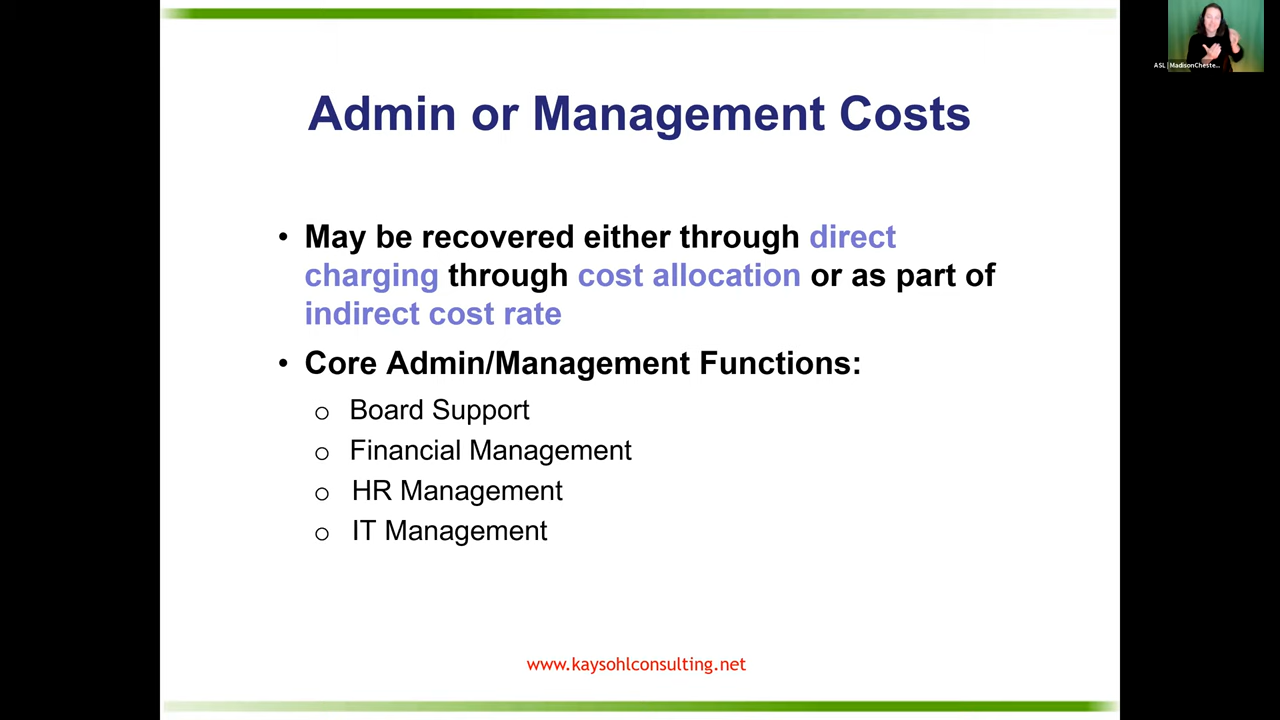 ASL | MadisonCheste...
Admin or Management Costs
• May be recovered either through direct
charging through cost allocation or as part of
indirect cost rate
• Core Admin/Management Functions:
o Board Support
o Financial Management
o HR Management
o IT Management
www.kaysohlconsulting.net